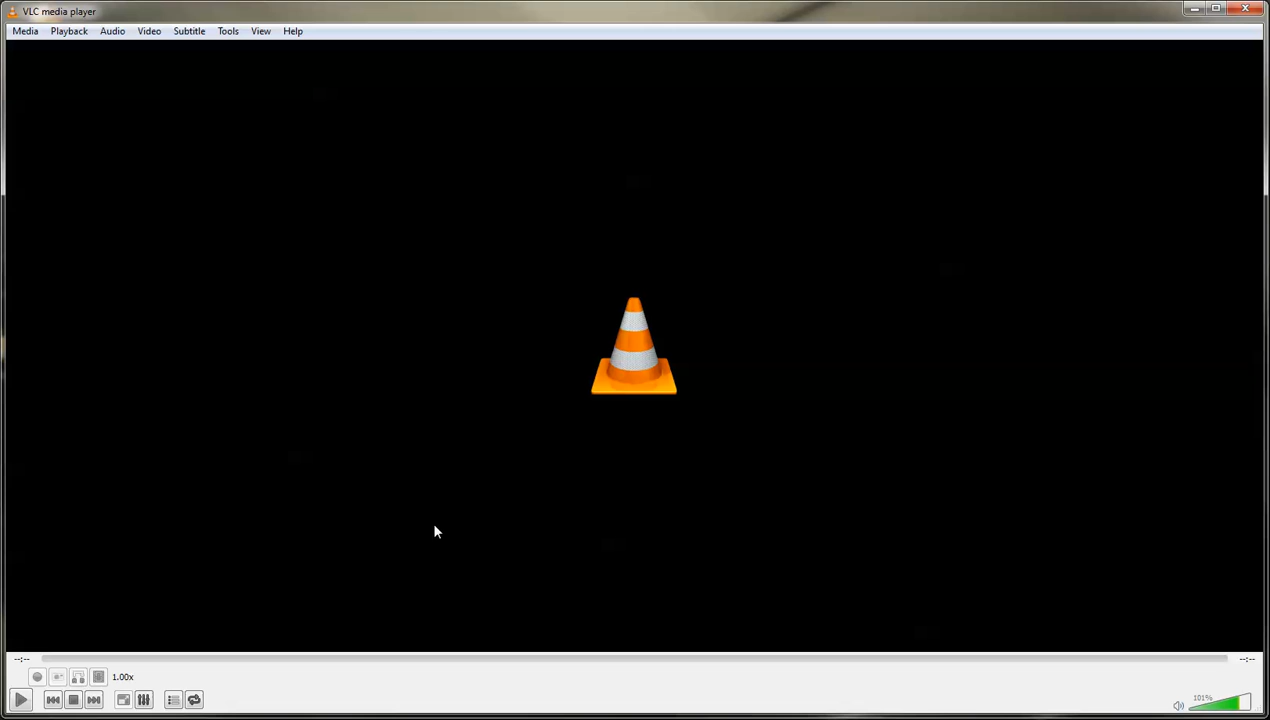 VLC media player
Media Playback Audio Video Subtitle Tools View Help
--:-- --:--
1.00x
101%